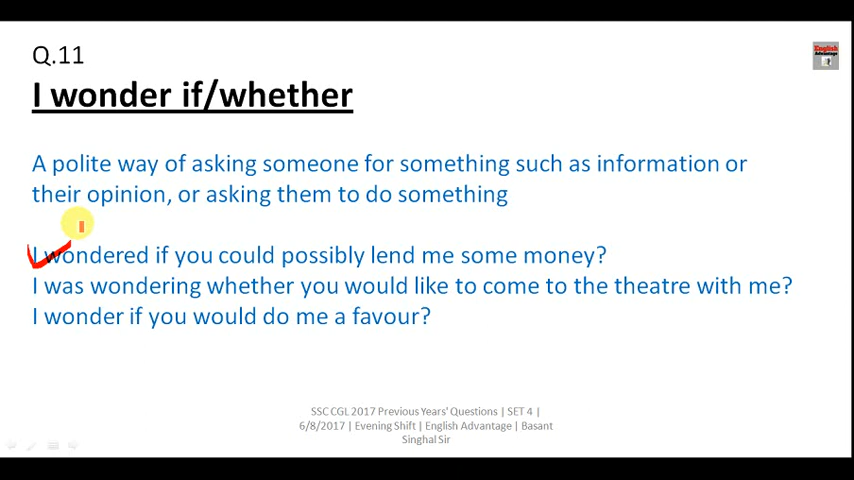 Q.11
English
Advantage
I wonder if/whether
A polite way of asking someone for something such as information or
their opinion, or asking them to do something
I wondered if you could possibly lend me some money?
I was wondering whether you would like to come to the theatre with me?
I wonder if you would do me a favour?
SSC CGL 2017 Previous Years' Questions | SET 4 |
6/8/2017 | Evening Shift | English Advantage | Basant
Singhal Sir